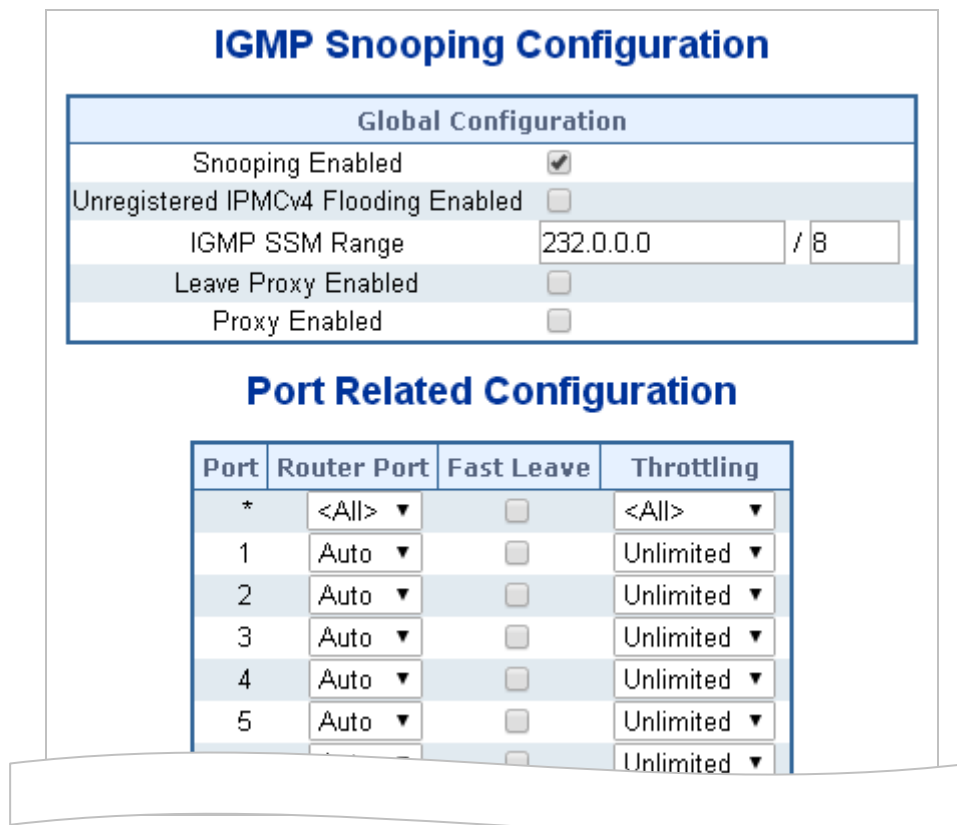 IGMP Snooping Configuration
Global Configuration
Snooping Enabled
Unregistered IPMCv4 Flooding Enabled
IGMP SSM Range 232.0.0.0 / 8
Leave Proxy Enabled
Proxy Enabled
Port Related Configuration
Port Router Port Fast Leave Throttling
* <All> <All>
1 Auto Unlimited
2 Auto Unlimited
3 Auto Unlimited
4 Auto Unlimited
5 Auto Unlimited
Unlimited